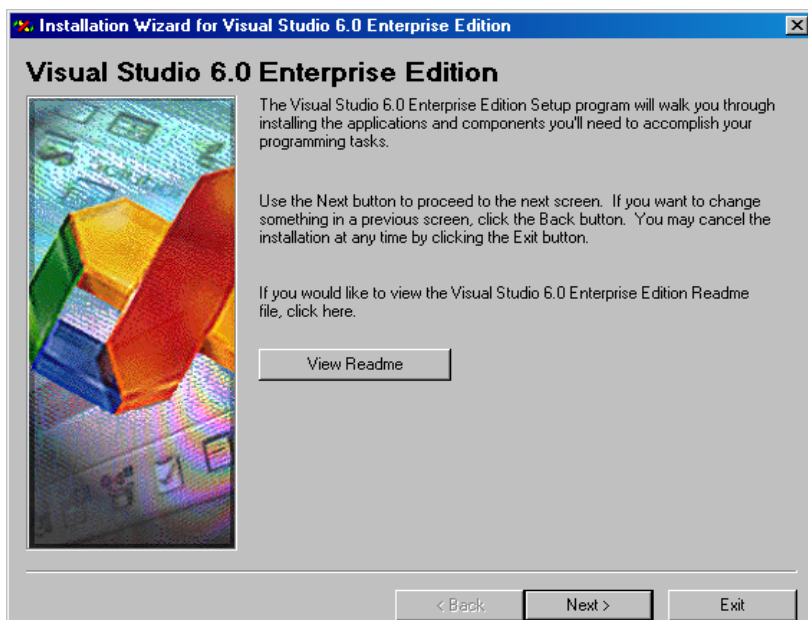 Installation Wizard for Visual Studio 6.0 Enterprise Edition
Visual Studio 6.0 Enterprise Edition
The Visual Studio 6.0 Enterprise Edition Setup program will walk you through
installing the applications and components you'll need to accomplish your
programming tasks.
Use the Next button to proceed to the next screen.  If you want to change
something in a previous screen, click the Back button.  You may cancel the
installation at any time by clicking the Exit button.
If you would like to view the Visual Studio 6.0 Enterprise Edition Readme
file, click here.
View Readme
< Back
Next >
Exit